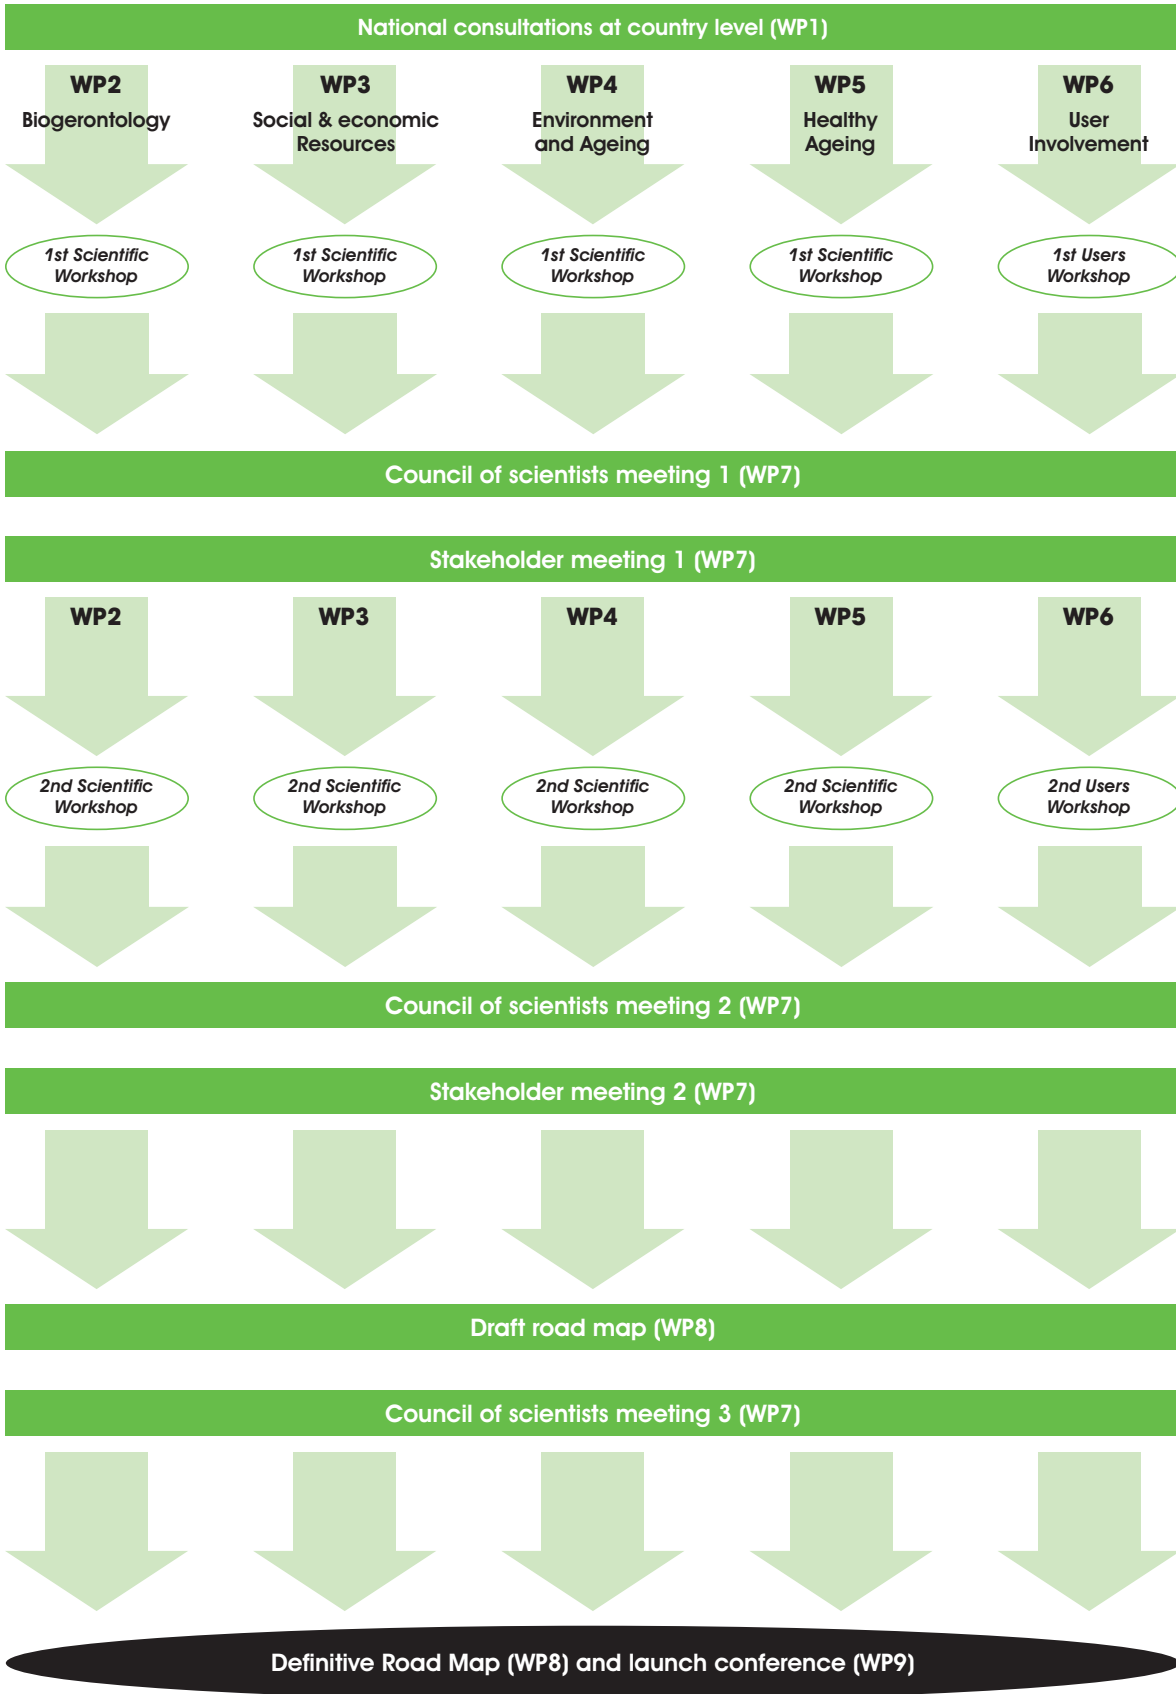 National consultations at country level (WP1)
WP2
Biogerontology
WP3
Social & economic
Resources
WP4
Environment
and Ageing
WP5
Healthy
Ageing
WP6
User
Involvement
1st Scientific
Workshop
1st Scientific
Workshop
1st Scientific
Workshop
1st Scientific
Workshop
1st Users
Workshop
Council of scientists meeting 1 (WP7)
Stakeholder meeting 1 (WP7)
WP2
WP3
WP4
WP5
WP6
2nd Scientific
Workshop
2nd Scientific
Workshop
2nd Scientific
Workshop
2nd Scientific
Workshop
2nd Users
Workshop
Council of scientists meeting 2 (WP7)
Stakeholder meeting 2 (WP7)
Draft road map (WP8)
Council of scientists meeting 3 (WP7)
Definitive Road Map (WP8) and launch conference (WP9)